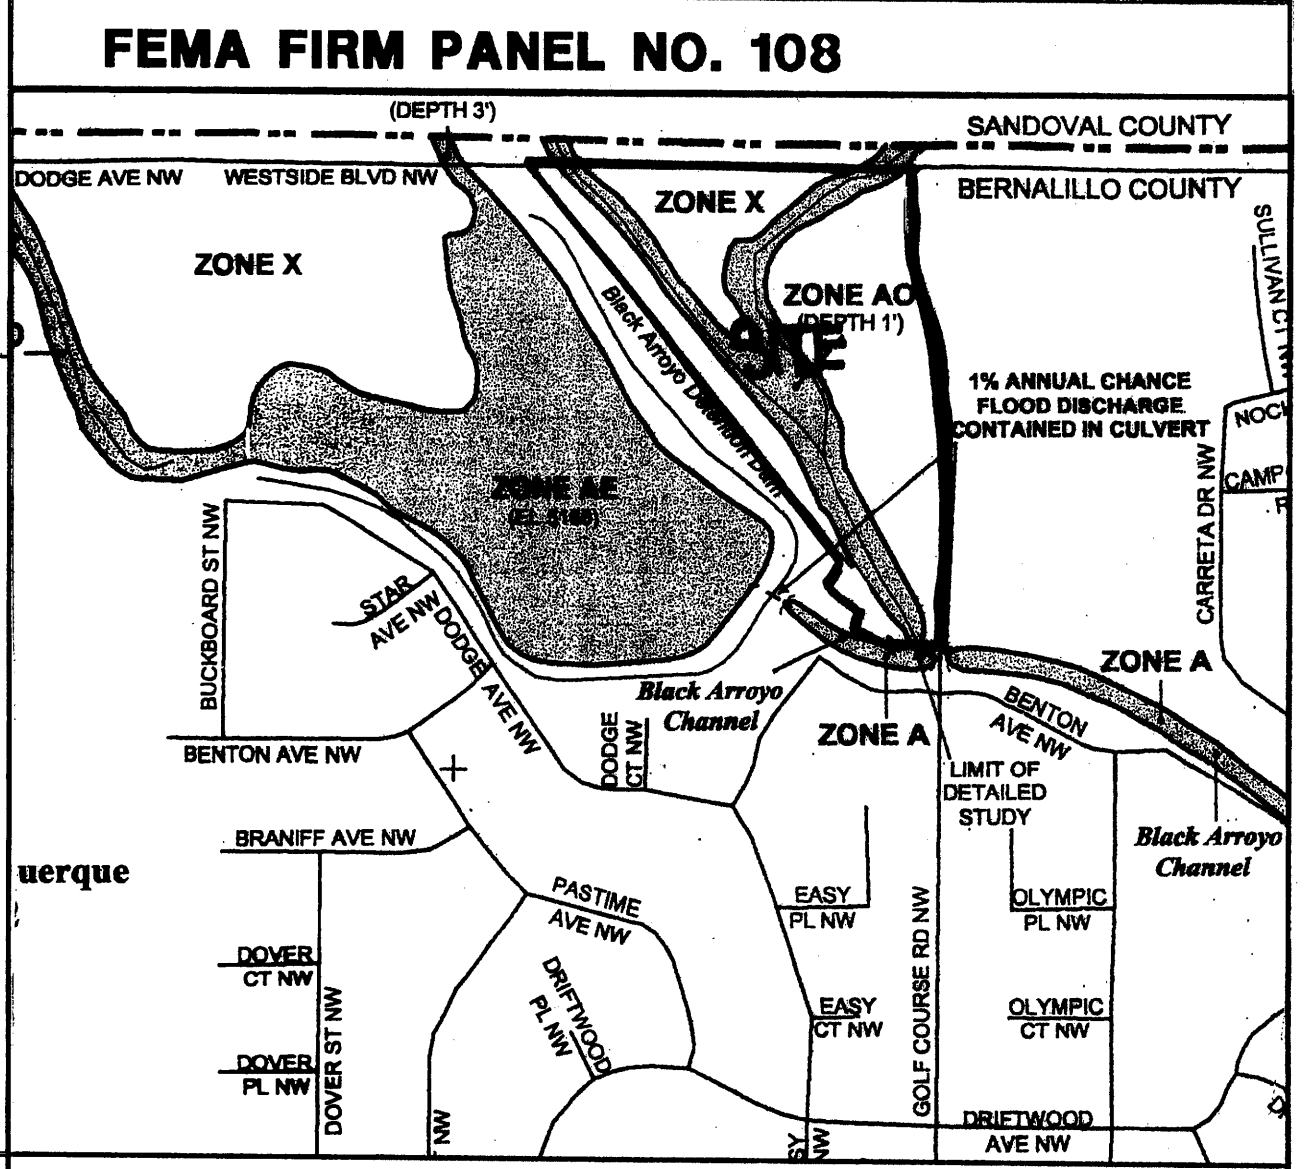 FEMA FIRM PANEL NO. 108
(DEPTH 3')
SANDOVAL COUNTY
DODGE AVE NW
WESTSIDE BLVD NW
BERNALILLO COUNTY
ZONE X
ZONE X
SULLIVAN CT NW
ZONE AO
(DEPTH 1')
SITE
Black Arroyo Detention Dam
1% ANNUAL CHANCE
FLOOD DISCHARGE
CONTAINED IN CULVERT
CARRETA DR NW
ZONE AE
BUCKBOARD ST NW
STAR
AVE NW
DODGE AVE NW
Black Arroyo
Channel
ZONE A
ZONE A
BENTON
AVE NW
BENTON AVE NW
DODGE
CT NW
LIMIT OF
DETAILED
STUDY
Black Arroyo
Channel
BRANIFF AVE NW
uerque
PASTIME
AVE NW
EASY
PL NW
OLYMPIC
PL NW
GOLF COURSE RD NW
DOVER
CT NW
DRIFTWOOD
PL NW
EASY
CT NW
OLYMPIC
CT NW
DOVER
PL NW
DOVER ST NW
NW
NW
DRIFTWOOD
AVE NW